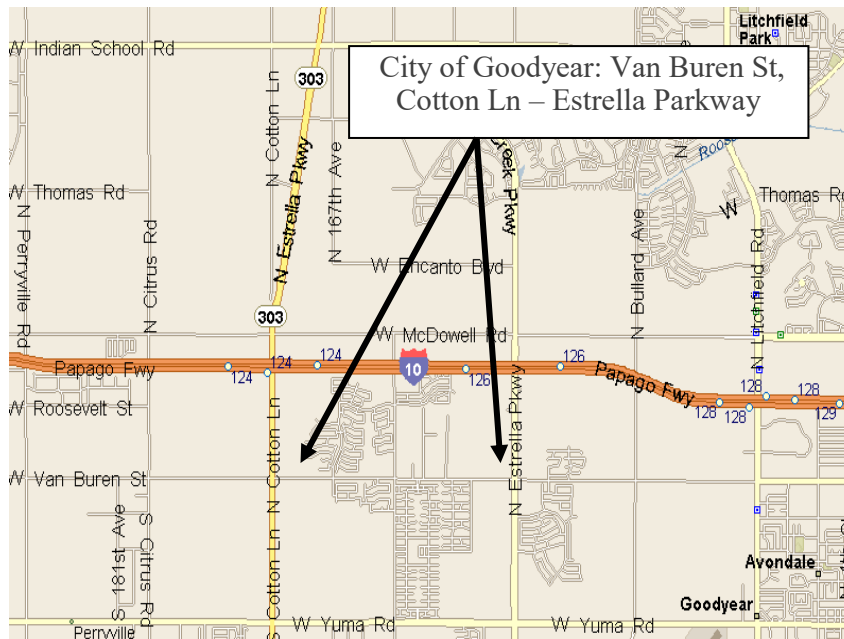 Litchfield
Park
W Indian School Rd
303
City of Goodyear: Van Buren St,
Cotton Ln – Estrella Parkway
N Cotton Ln
N Estrella Pkwy
N 167th Ave
Creek Pkwy
N
Roos
W Thomas Rd
Thomas Rd
W
N Perryville Rd
N Citrus Rd
W Encanto Blvd
N Bullard Ave
N Litchfield Rd
303
W McDowell Rd
124
124
124
10
126
126
Papago Fwy
Papago Fwy
128
128
128
128
129
W Roosevelt St
N Cotton Ln
N Estrella Pkwy
W Van Buren St
S 181st Ave
S Citrus Rd
S Cotton Ln
Avondale
Goodyear
W Yuma Rd
W Yuma Rd
Perryville